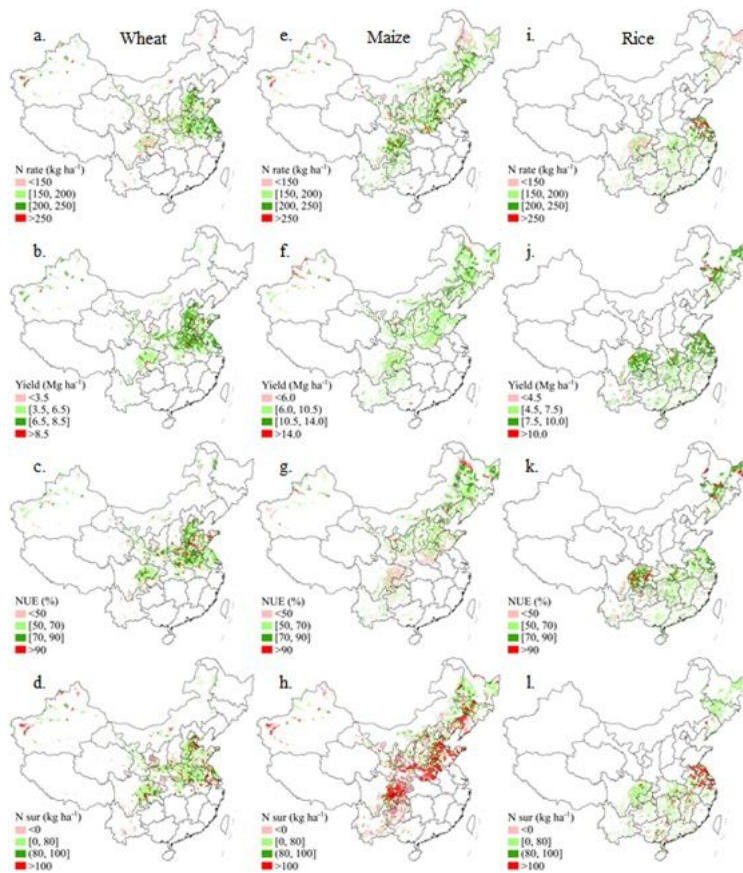 a.
Wheat
N rate (kg ha⁻¹)
<150
[150, 200)
[200, 250]
>250
e.
Maize
N rate (kg ha⁻¹)
<150
[150, 200)
[200, 250]
>250
i.
Rice
N rate (kg ha⁻¹)
<150
[150, 200)
[200, 250]
>250
b.
Yield (Mg ha⁻¹)
<3.5
[3.5, 6.5)
[6.5, 8.5]
>8.5
f.
Yield (Mg ha⁻¹)
<6.0
[6.0, 10.5)
[10.5, 14.0]
>14.0
j.
Yield (Mg ha⁻¹)
<4.5
[4.5, 7.5)
[7.5, 10.0]
>10.0
c.
NUE (%)
<50
[50, 70)
[70, 90]
>90
g.
NUE (%)
<50
[50, 70)
[70, 90]
>90
k.
NUE (%)
<50
[50, 70)
[70, 90]
>90
d.
N sur (kg ha⁻¹)
<0
[0, 80]
(80, 100]
>100
h.
N sur (kg ha⁻¹)
<0
[0, 80]
(80, 100]
>100
l.
N sur (kg ha⁻¹)
<0
[0, 80]
(80, 100]
>100